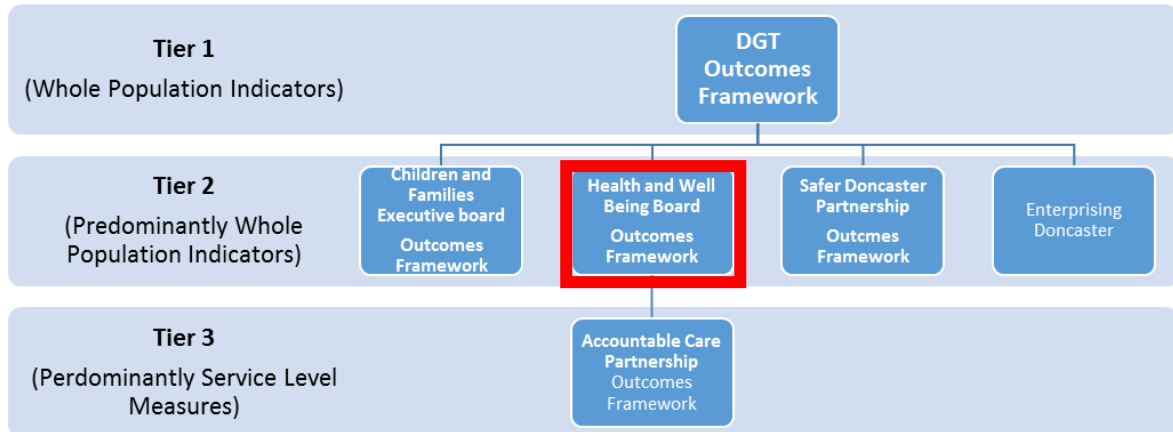 Tier 1
(Whole Population Indicators)
DGT
Outcomes
Framework
Tier 2
(Predominantly Whole
Population Indicators)
Children and
Families
Executive board
Outcomes
Framework
Health and Well
Being Board
Outcomes
Framework
Safer Doncaster
Partnership
Outcmes
Framework
Enterprising
Doncaster
Tier 3
(Perdominantly Service Level
Measures)
Accountable Care
Partnership
Outcomes
Framework